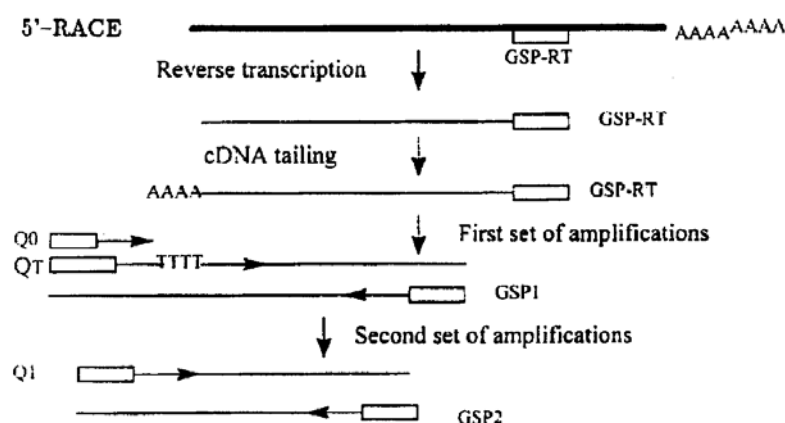 5'-RACE
AAAAAAAA
GSP-RT
Reverse transcription
GSP-RT
cDNA tailing
AAAA
GSP-RT
First set of amplifications
Q0
QT
TTTT
GSP1
Second set of amplifications
Q1
GSP2